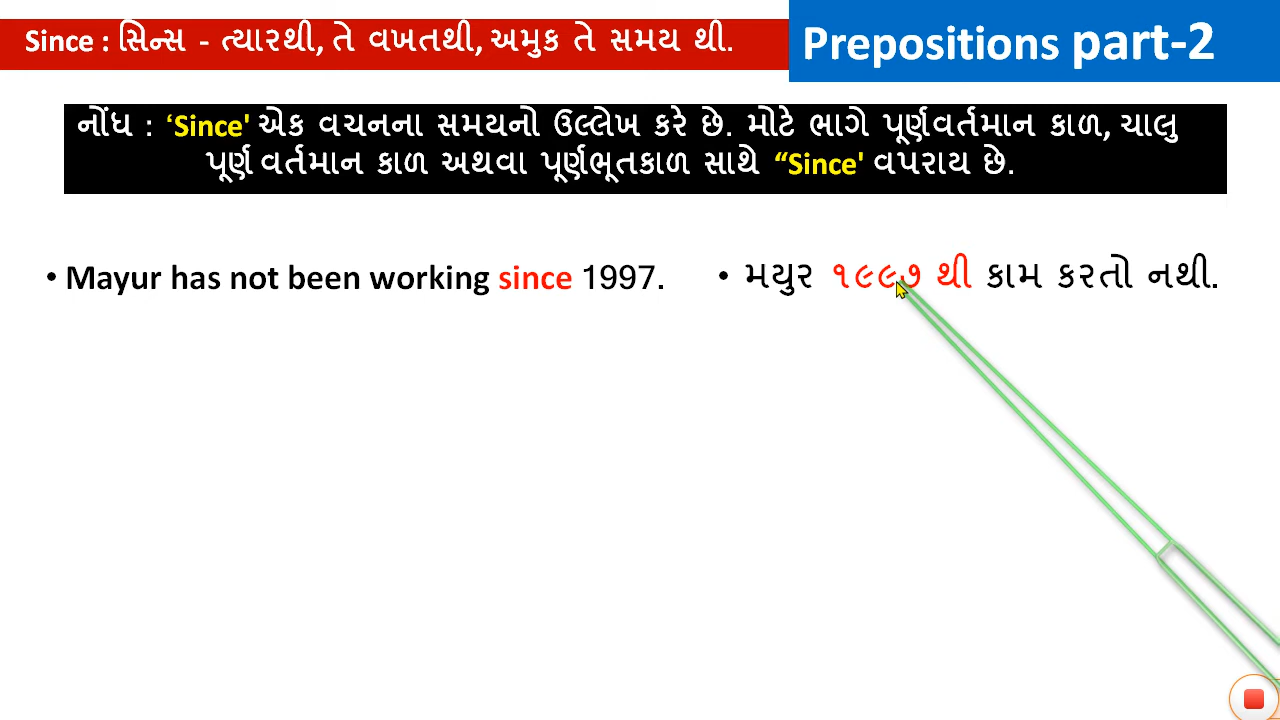 Since : સિન્સ - ત્યારથી, તે વખતથી, અમુક તે સમય થી.
Prepositions part-2
નોંધ : ‘Since' એક વચનના સમયનો ઉલ્લેખ કરે છે. મોટે ભાગે પૂર્ણવર્તમાન કાળ, ચાલુ
પૂર્ણ વર્તમાન કાળ અથવા પૂર્ણભૂતકાળ સાથે “Since' વપરાય છે.
• Mayur has not been working since 1997.
• મયુર ૧૯૯૭ થી કામ કરતો નથી.